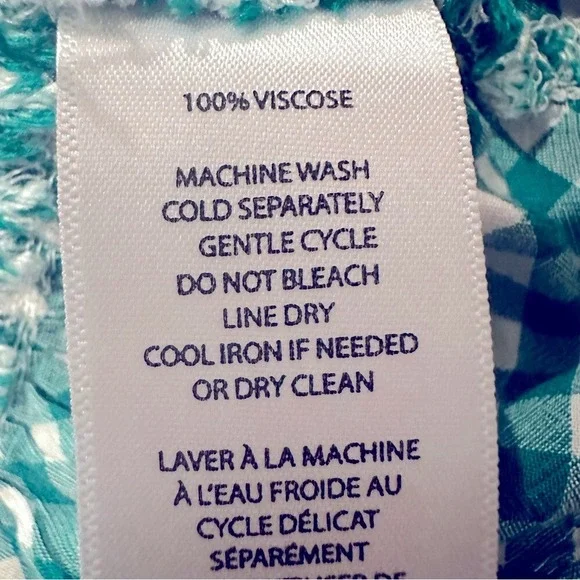 100% VISCOSE
MACHINE WASH
COLD SEPARATELY
GENTLE CYCLE
DO NOT BLEACH
LINE DRY
COOL IRON IF NEEDED
OR DRY CLEAN
LAVER À LA MACHINE
À L'EAU FROIDE AU
CYCLE DÉLICAT
SÉPARÉMENT